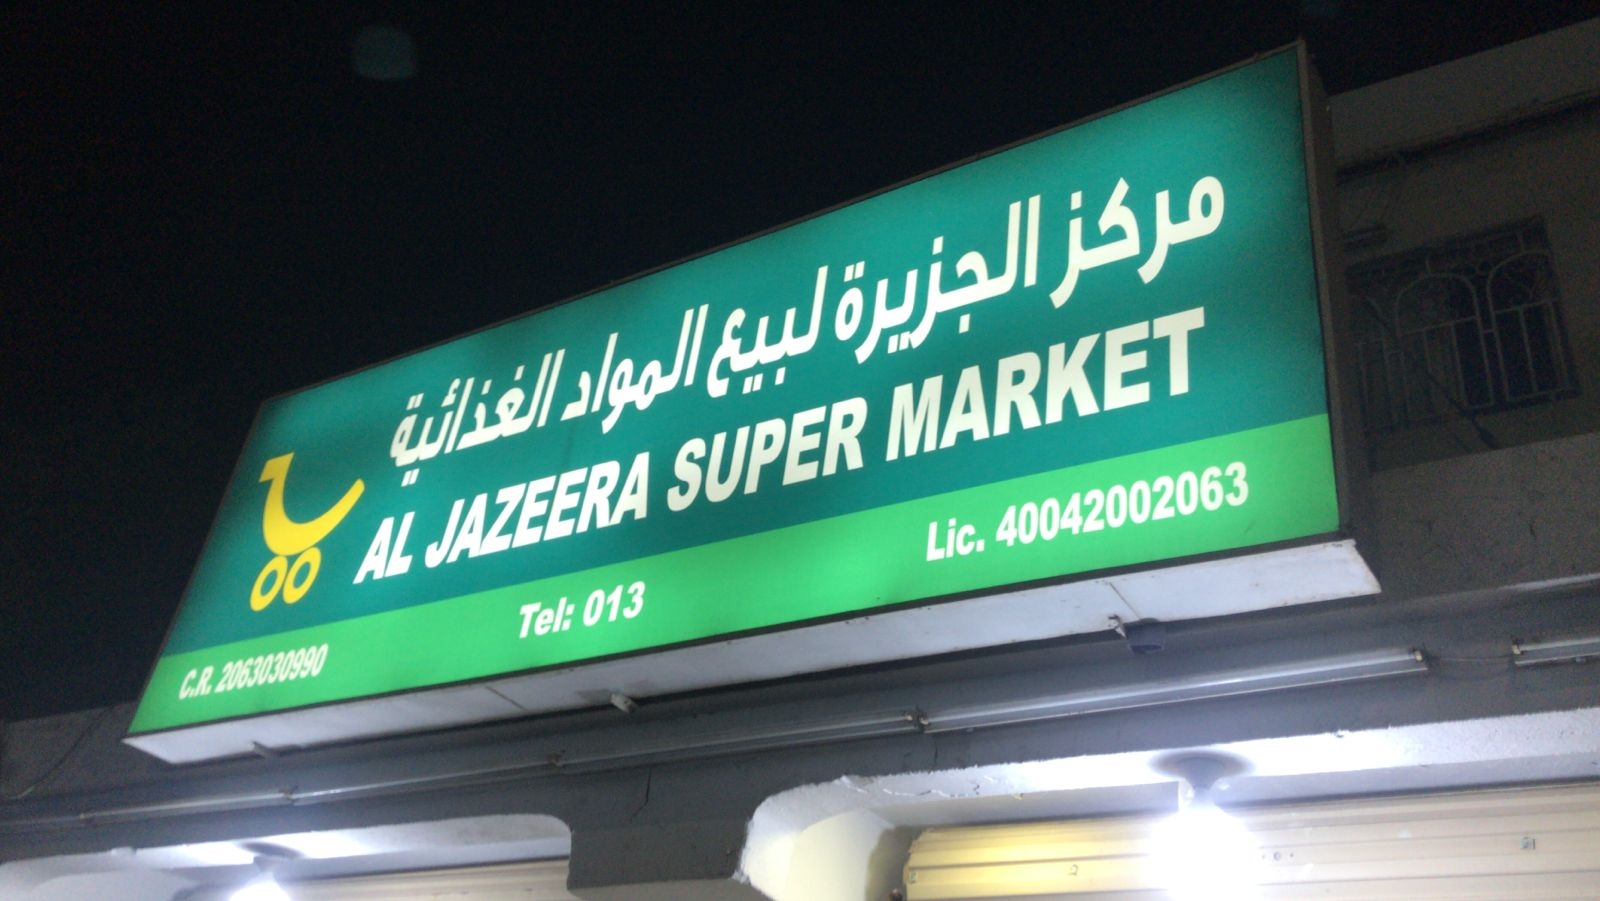 مركز الجزيرة لبيع المواد الغذائية
AL JAZEERA SUPER MARKET
C.R. 2063030990
Tel: 013
Lic. 40042002063